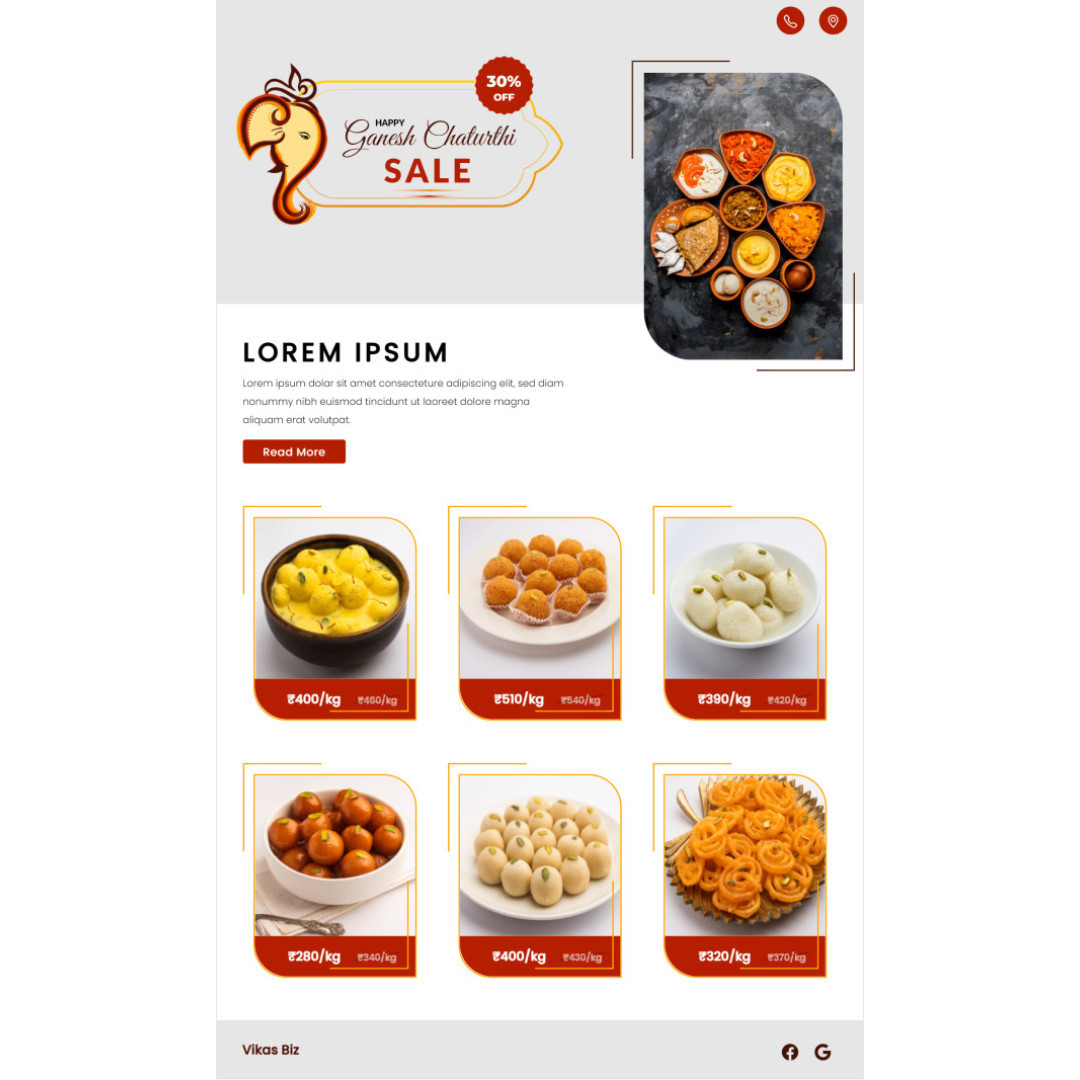 30%
OFF
HAPPY
Ganesh Chaturthi
SALE
LOREM IPSUM
Lorem ipsum dolar sit amet consecteture adipiscing elit, sed diam
nonummy nibh euismod tincidunt ut laoreet dolore magna
aliquam erat volutpat.
Read More
₹400/kg ₹460/kg
₹510/kg ₹540/kg
₹390/kg ₹420/kg
₹280/kg ₹340/kg
₹400/kg ₹430/kg
₹320/kg ₹370/kg
Vikas Biz